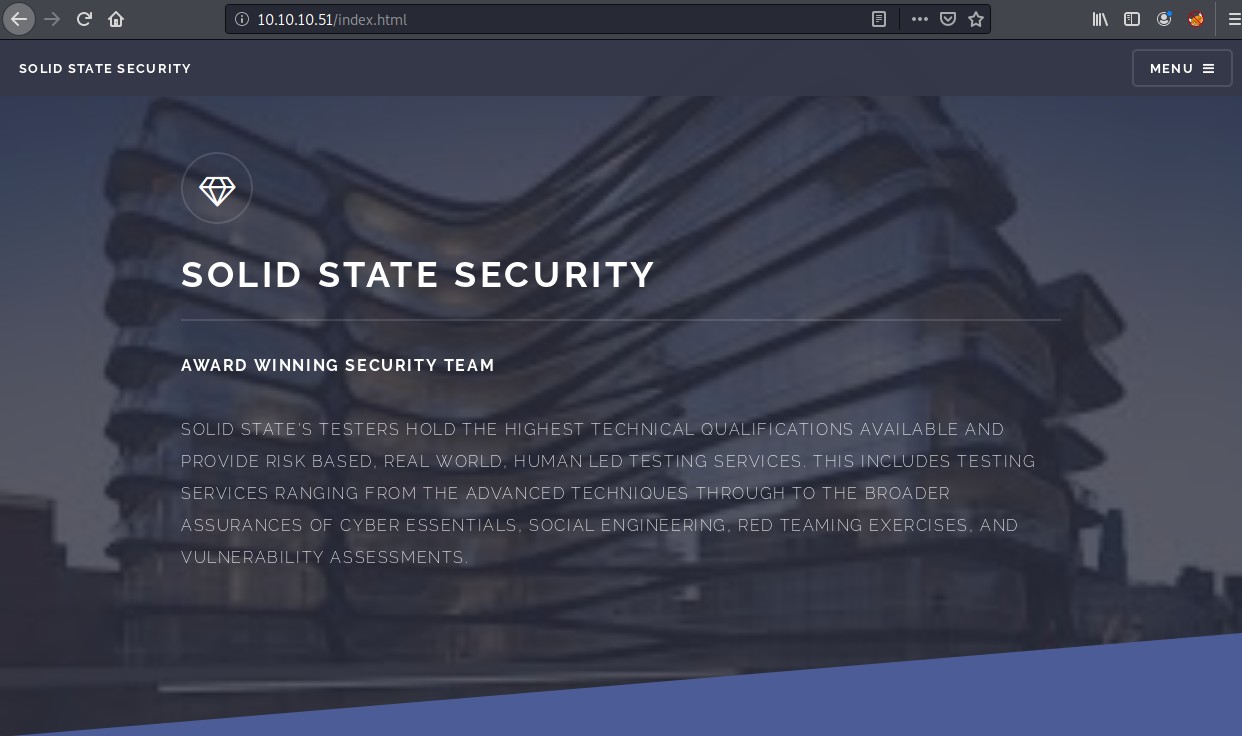 10.10.10.51/index.html
SOLID STATE SECURITY
MENU
SOLID STATE SECURITY
AWARD WINNING SECURITY TEAM
SOLID STATE'S TESTERS HOLD THE HIGHEST TECHNICAL QUALIFICATIONS AVAILABLE AND
PROVIDE RISK BASED, REAL WORLD, HUMAN LED TESTING SERVICES. THIS INCLUDES TESTING
SERVICES RANGING FROM THE ADVANCED TECHNIQUES THROUGH TO THE BROADER
ASSURANCES OF CYBER ESSENTIALS, SOCIAL ENGINEERING, RED TEAMING EXERCISES, AND
VULNERABILITY ASSESSMENTS.